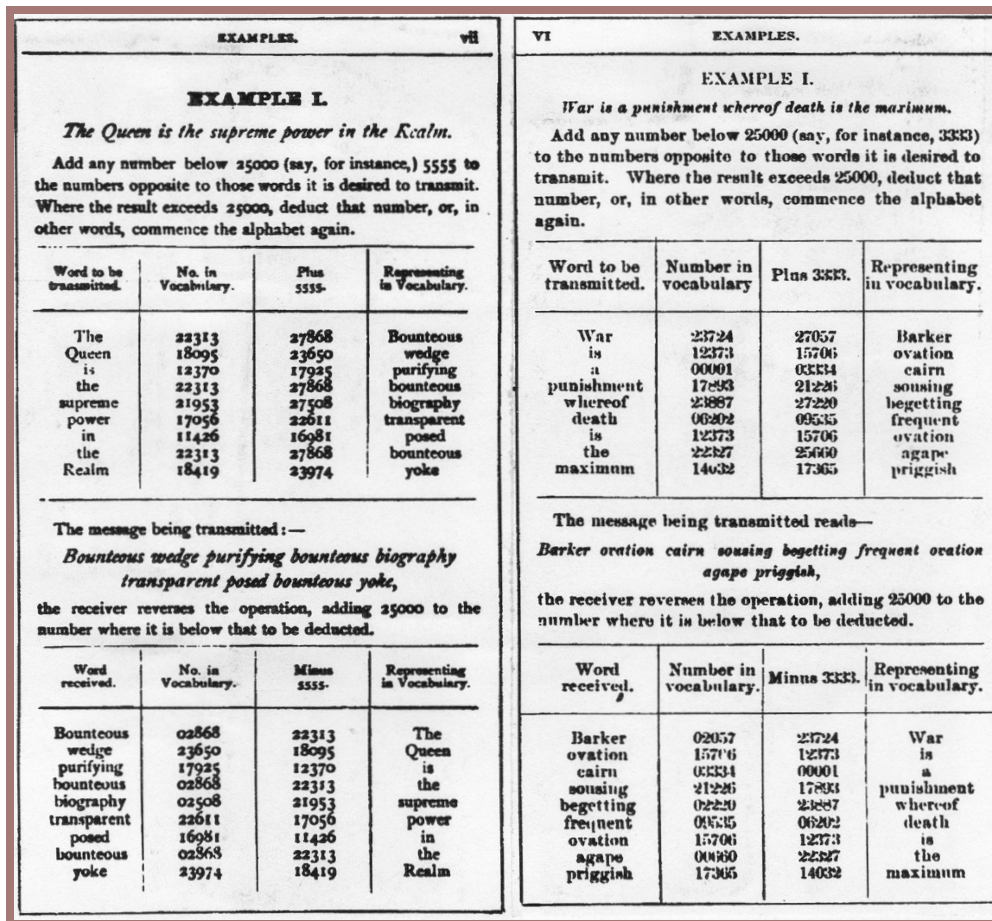 EXAMPLES. vii
EXAMPLE I.
The Queen is the supreme power in the Realm.
Add any number below 25000 (say, for instance,) 5555 to
the numbers opposite to those words it is desired to transmit.
Where the result exceeds 25000, deduct that number, or, in
other words, commence the alphabet again.
Word to be transmitted. No. in Vocabulary. Plus 5555. Representing in Vocabulary.
The 22313 27868 Bounteous
Queen 18095 23650 wedge
is 12370 17925 purifying
the 22313 27868 bounteous
supreme 21953 27508 biography
power 17056 22611 transparent
in 11426 16981 posed
the 22313 27868 bounteous
Realm 18419 23974 yoke
The message being transmitted:—
Bounteous wedge purifying bounteous biography
transparent posed bounteous yoke,
the receiver reverses the operation, adding 25000 to the
number where it is below that to be deducted.
Word received. No. in Vocabulary. Minus 5555. Representing in Vocabulary.
Bounteous 02868 22313 The
wedge 23650 18095 Queen
purifying 17925 12370 is
bounteous 02868 22313 the
biography 02508 21953 supreme
transparent 22611 17056 power
posed 16981 11426 in
bounteous 02868 22313 the
yoke 23974 18419 Realm
VI EXAMPLES.
EXAMPLE I.
War is a punishment whereof death is the maximum.
Add any number below 25000 (say, for instance, 3333)
to the numbers opposite to those words it is desired to
transmit. Where the result exceeds 25000, deduct that
number, or, in other words, commence the alphabet
again.
Word to be transmitted. Number in vocabulary Plus 3333. Representing in vocabulary.
War 23724 27057 Barker
is 12373 15706 ovation
a 00001 03334 cairn
punishment 17893 21226 sousing
whereof 23887 27220 begetting
death 06202 09535 frequent
is 12373 15706 ovation
the 22327 25660 agape
maximum 14032 17365 priggish
The message being transmitted reads—
Barker ovation cairn sousing begetting frequent ovation
agape priggish,
the receiver reverses the operation, adding 25000 to the
number where it is below that to be deducted.
Word received. Number in vocabulary. Minus 3333. Representing in vocabulary.
Barker 02057 23724 War
ovation 15706 12373 is
cairn 03334 00001 a
sousing 21226 17893 punishment
begetting 02220 23887 whereof
frequent 09535 06202 death
ovation 15706 12373 is
agape 00660 22327 the
priggish 17365 14032 maximum